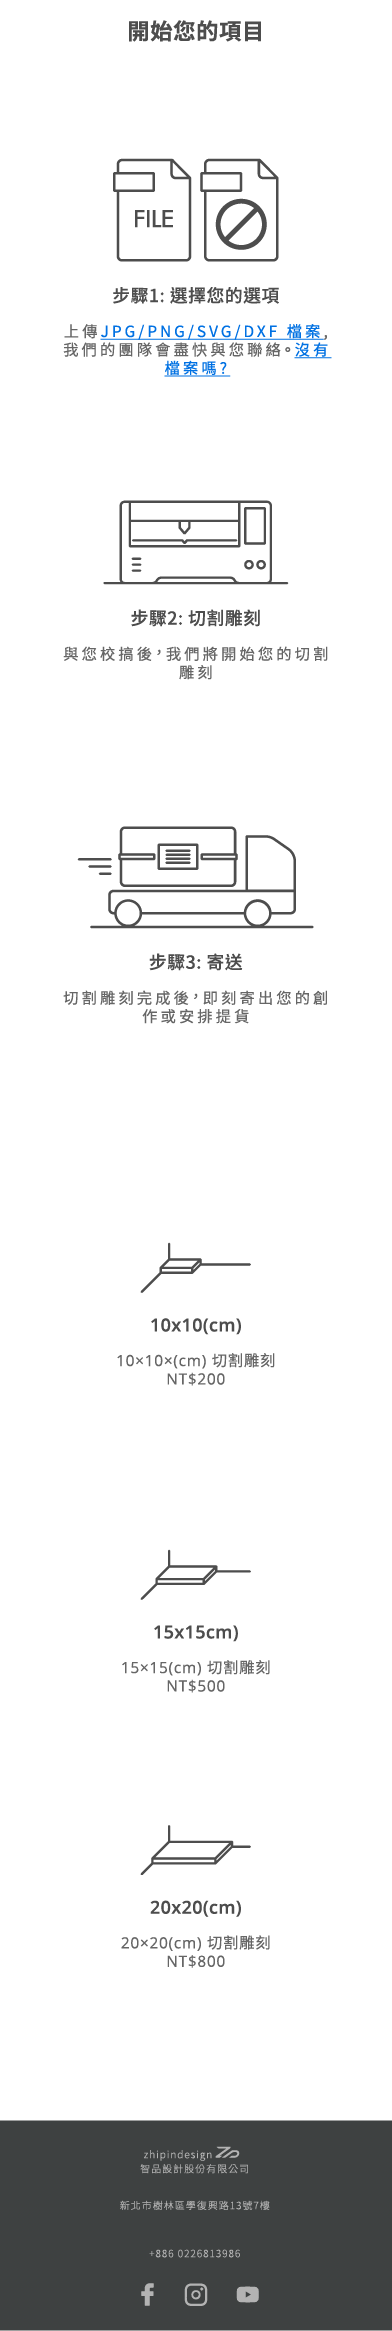 開始您的項目
FILE
步驟1: 選擇您的選項
上傳JPG/PNG/SVG/DXF 檔案,
我們的團隊會盡快與您聯絡。沒有
檔案嗎?
步驟2: 切割雕刻
與您校搞後，我們將開始您的切割
雕刻
步驟3: 寄送
切割雕刻完成後，即刻寄出您的創
作或安排提貨
10x10(cm)
10×10×(cm) 切割雕刻
NT$200
15x15cm)
15×15(cm) 切割雕刻
NT$500
20x20(cm)
20×20(cm) 切割雕刻
NT$800
zhipindesign
智品設計股份有限公司
新北市樹林區學復興路13號7樓
+886 0226813986